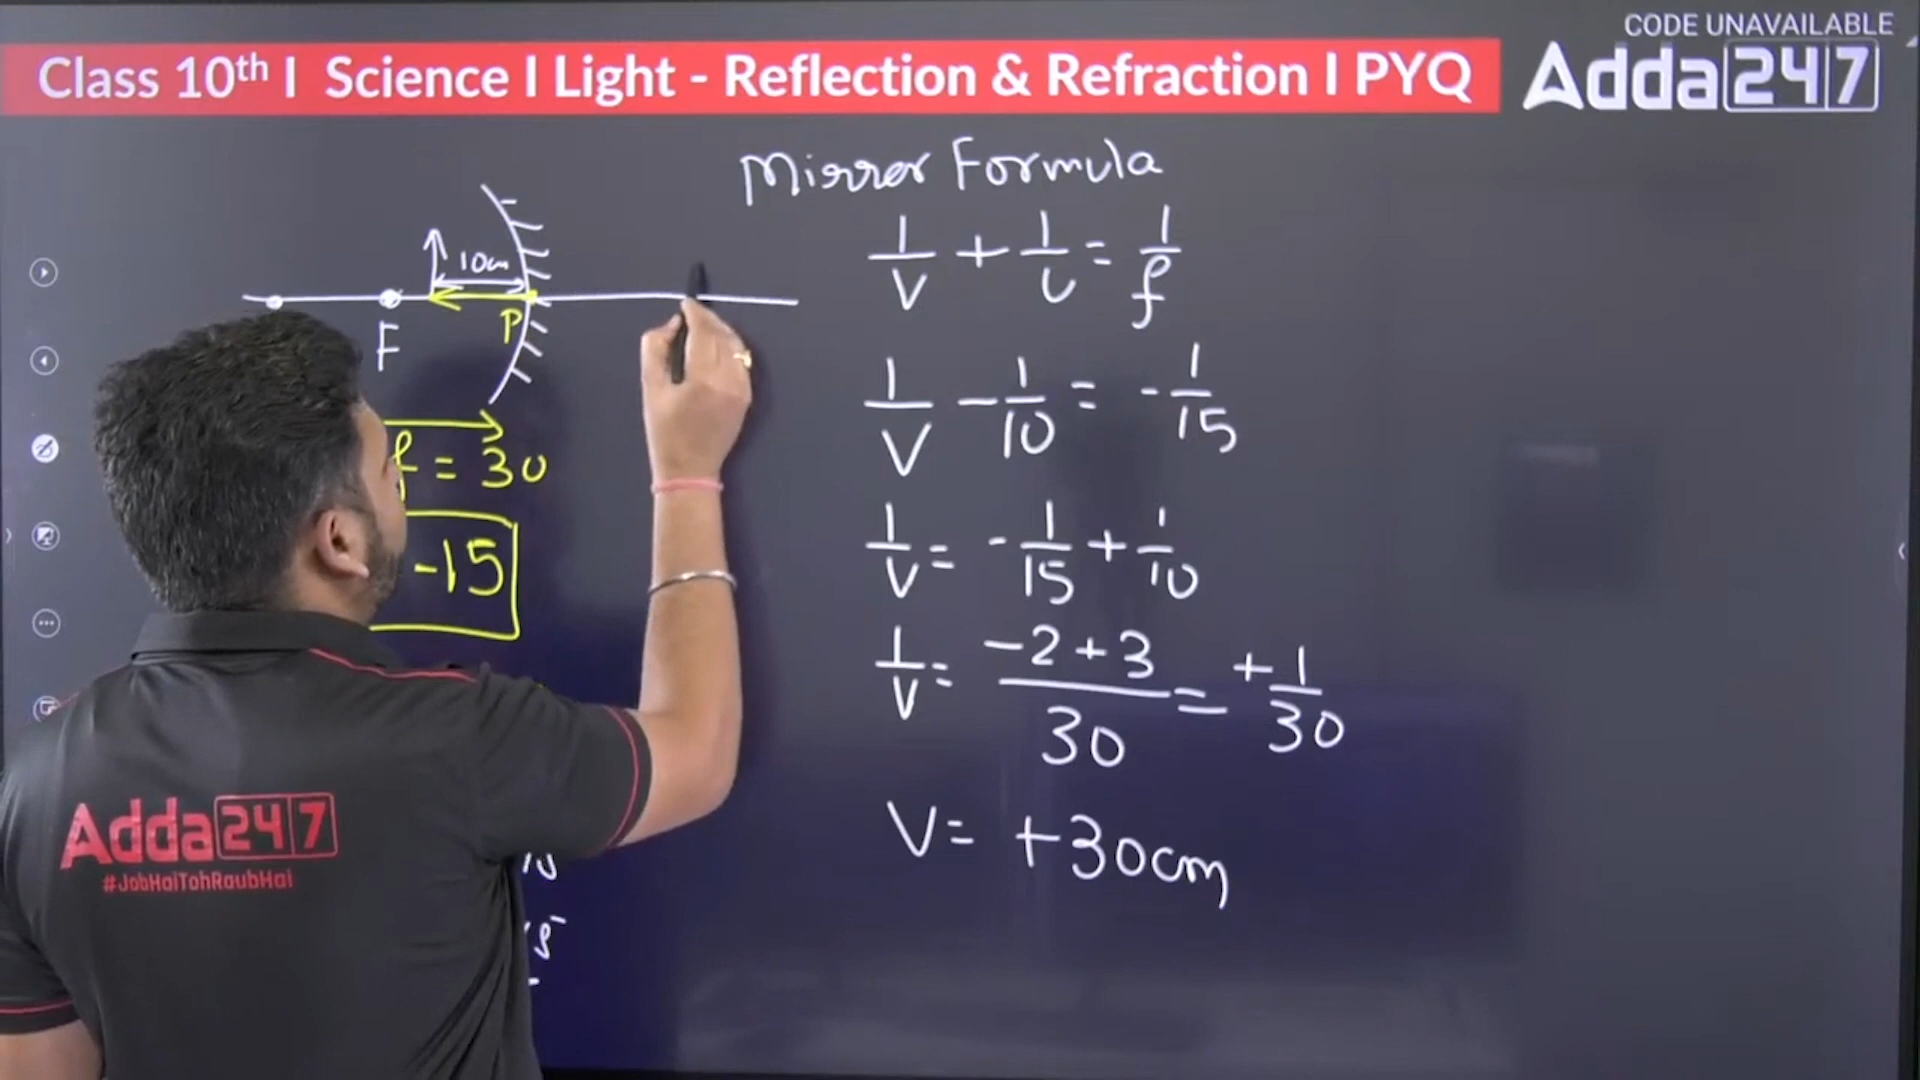 CODE UNAVAILABLE
Class 10th I Science I Light - Reflection & Refraction I PYQ
Adda247
Mirror Formula
1/V + 1/U = 1/f
10cm
F
P
1/V - 1/10 = - 1/15
f = 30
1/V = - 1/15 + 1/10
-15
1/V = -2+3/30 = +1/30
V = +30cm
Adda247
#JobHaiTohRaubHai